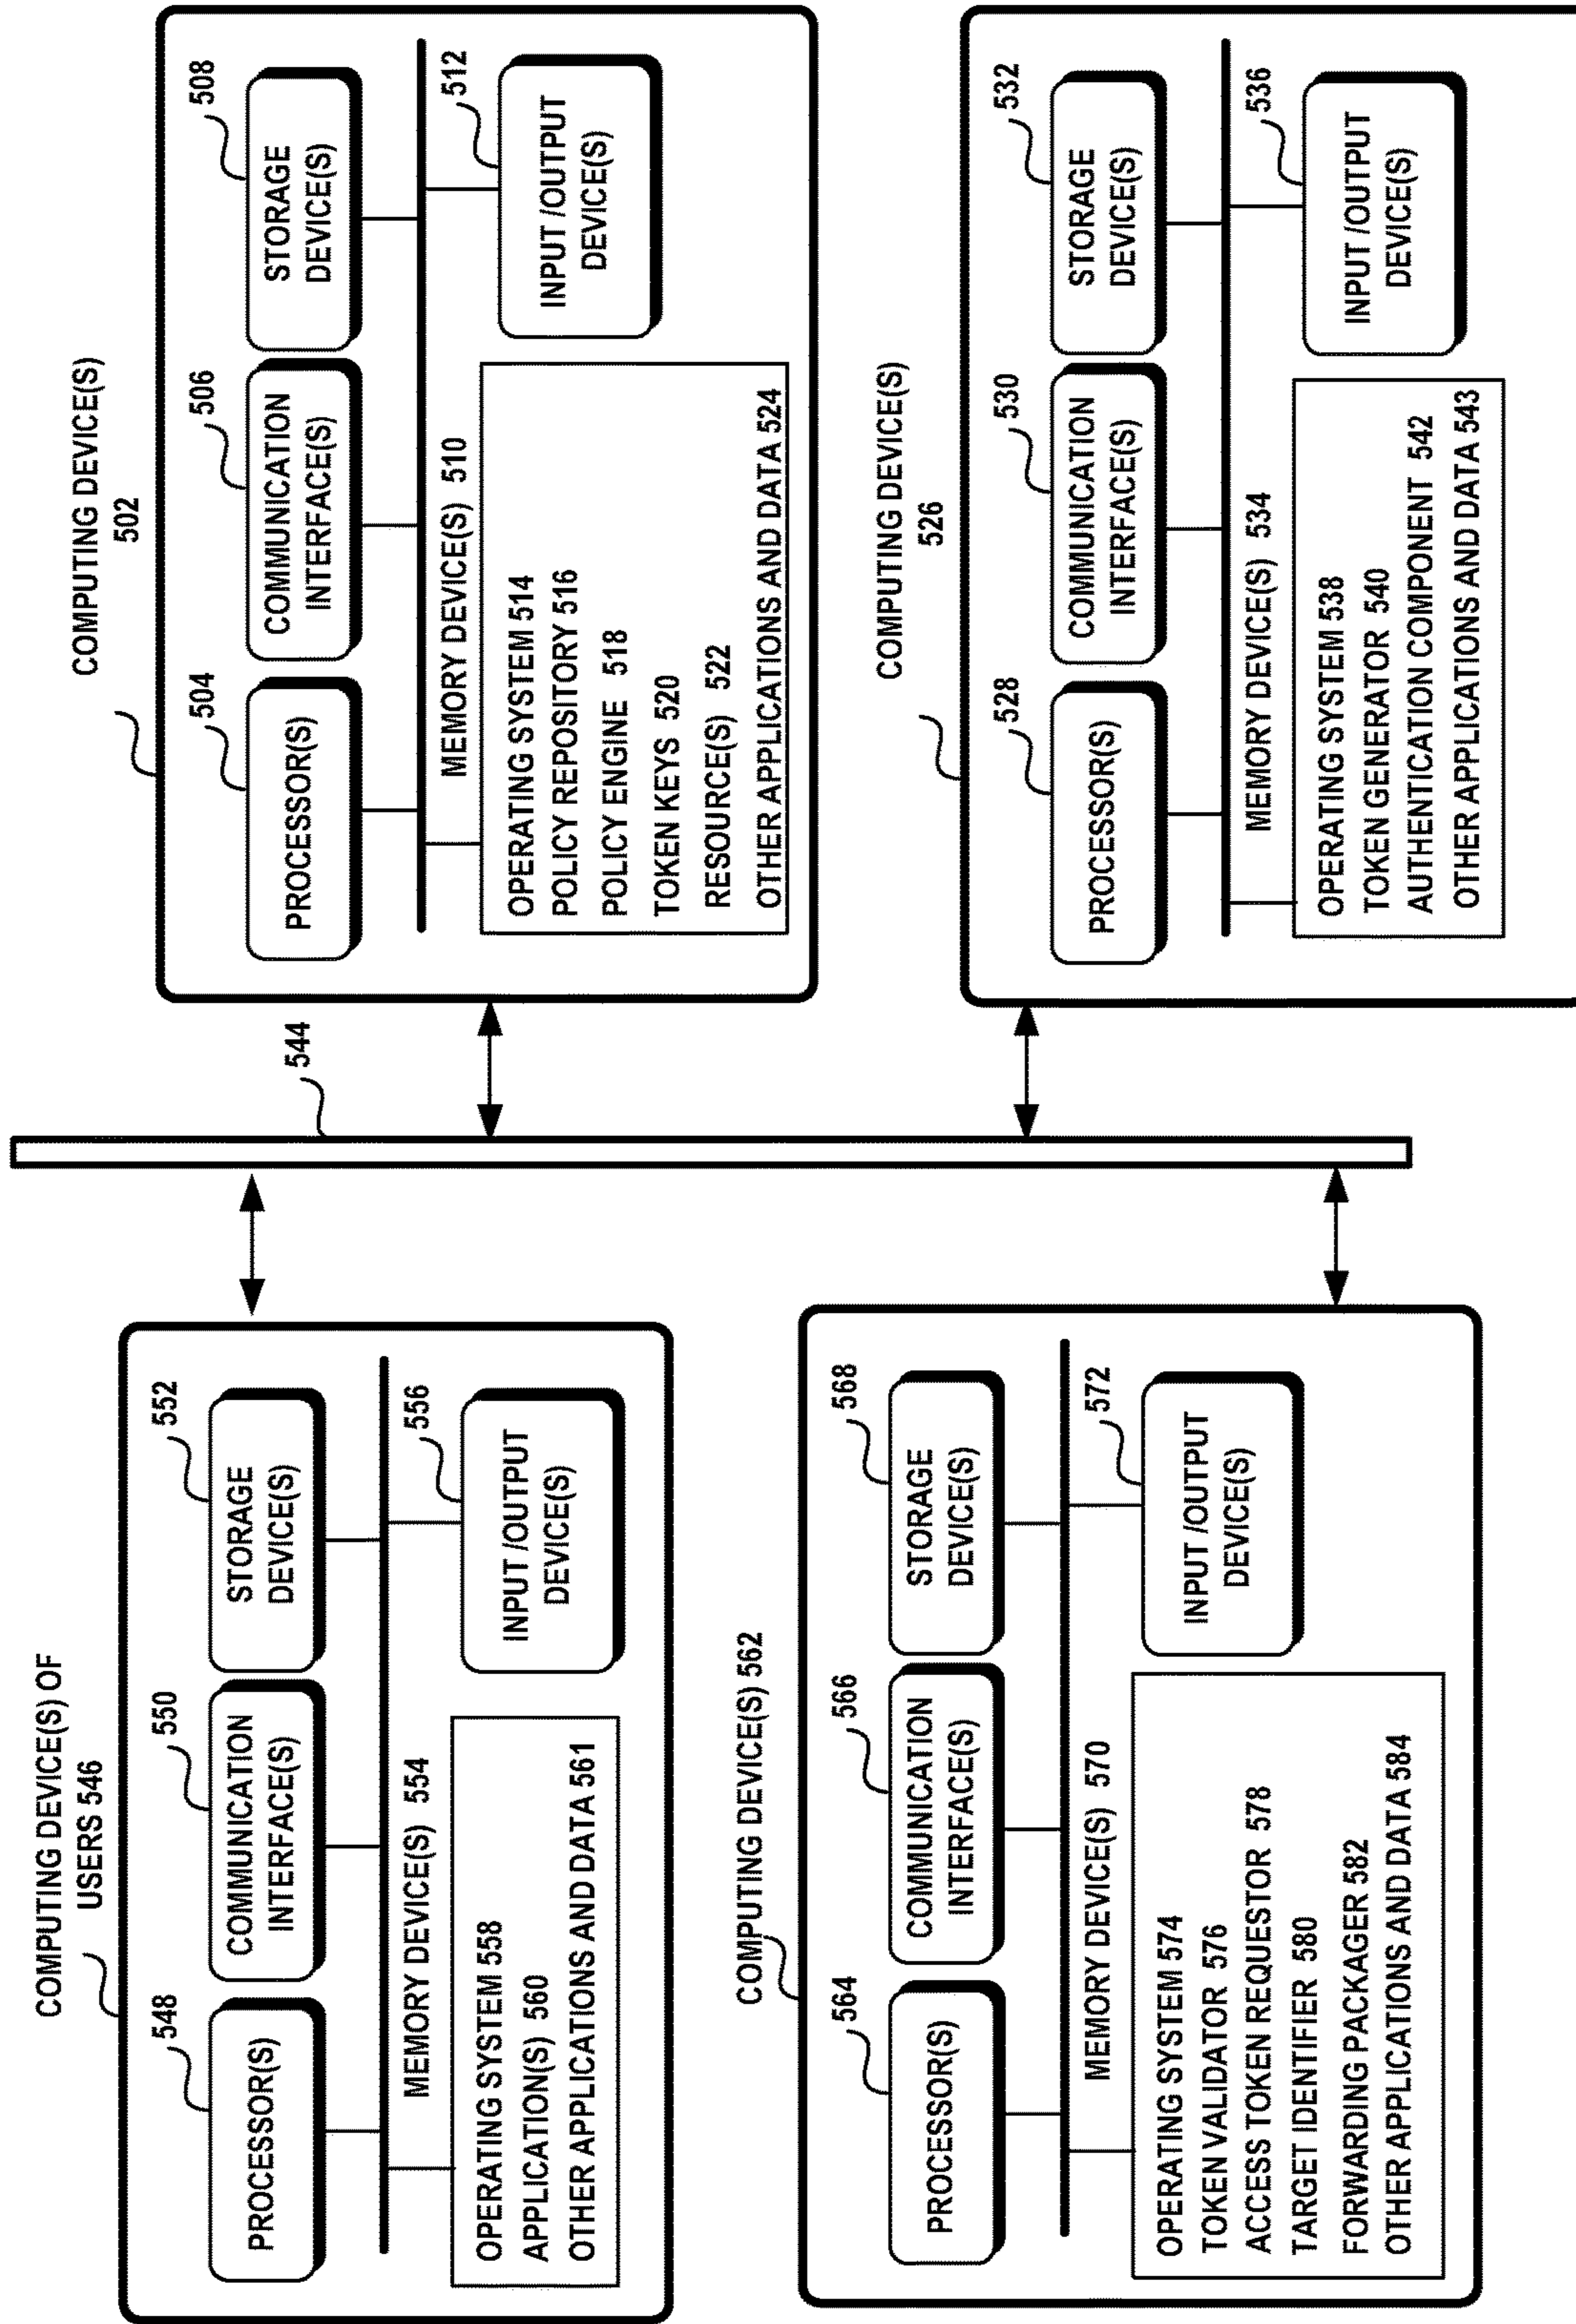 COMPUTING DEVICE(S) OF
USERS 546
548
550
552
PROCESSOR(S)
COMMUNICATION
INTERFACE(S)
STORAGE
DEVICE(S)
MEMORY DEVICE(S) 554
556
OPERATING SYSTEM 558
APPLICATION(S) 560
OTHER APPLICATIONS AND DATA 561
INPUT /OUTPUT
DEVICE(S)
COMPUTING DEVICE(S) 562
564
566
568
PROCESSOR(S)
COMMUNICATION
INTERFACE(S)
STORAGE
DEVICE(S)
MEMORY DEVICE(S) 570
572
OPERATING SYSTEM 574
TOKEN VALIDATOR 576
ACCESS TOKEN REQUESTOR 578
TARGET IDENTIFIER 580
FORWARDING PACKAGER 582
OTHER APPLICATIONS AND DATA 584
INPUT /OUTPUT
DEVICE(S)
544
COMPUTING DEVICE(S)
502
504
506
508
PROCESSOR(S)
COMMUNICATION
INTERFACE(S)
STORAGE
DEVICE(S)
MEMORY DEVICE(S) 510
512
OPERATING SYSTEM 514
POLICY REPOSITORY 516
POLICY ENGINE 518
TOKEN KEYS 520
RESOURCE(S) 522
OTHER APPLICATIONS AND DATA 524
INPUT /OUTPUT
DEVICE(S)
COMPUTING DEVICE(S)
526
528
530
532
PROCESSOR(S)
COMMUNICATION
INTERFACE(S)
STORAGE
DEVICE(S)
MEMORY DEVICE(S) 534
536
OPERATING SYSTEM 538
TOKEN GENERATOR 540
AUTHENTICATION COMPONENT 542
OTHER APPLICATIONS AND DATA 543
INPUT /OUTPUT
DEVICE(S)